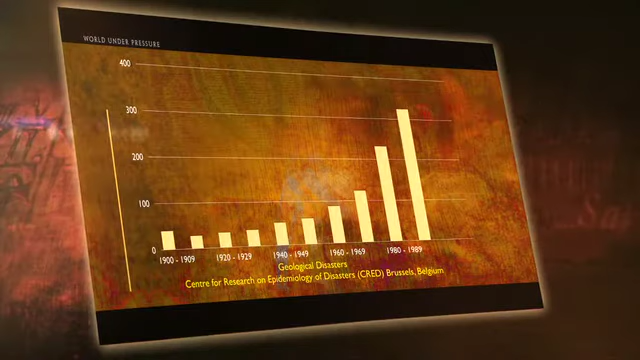 WORLD UNDER PRESSURE
400
300
200
100
0
1900 - 1909
1920 - 1929
1940 - 1949
1960 - 1969
1980 - 1989
Geological Disasters
Centre for Research on Epidemiology of Disasters (CRED) Brussels, Belgium